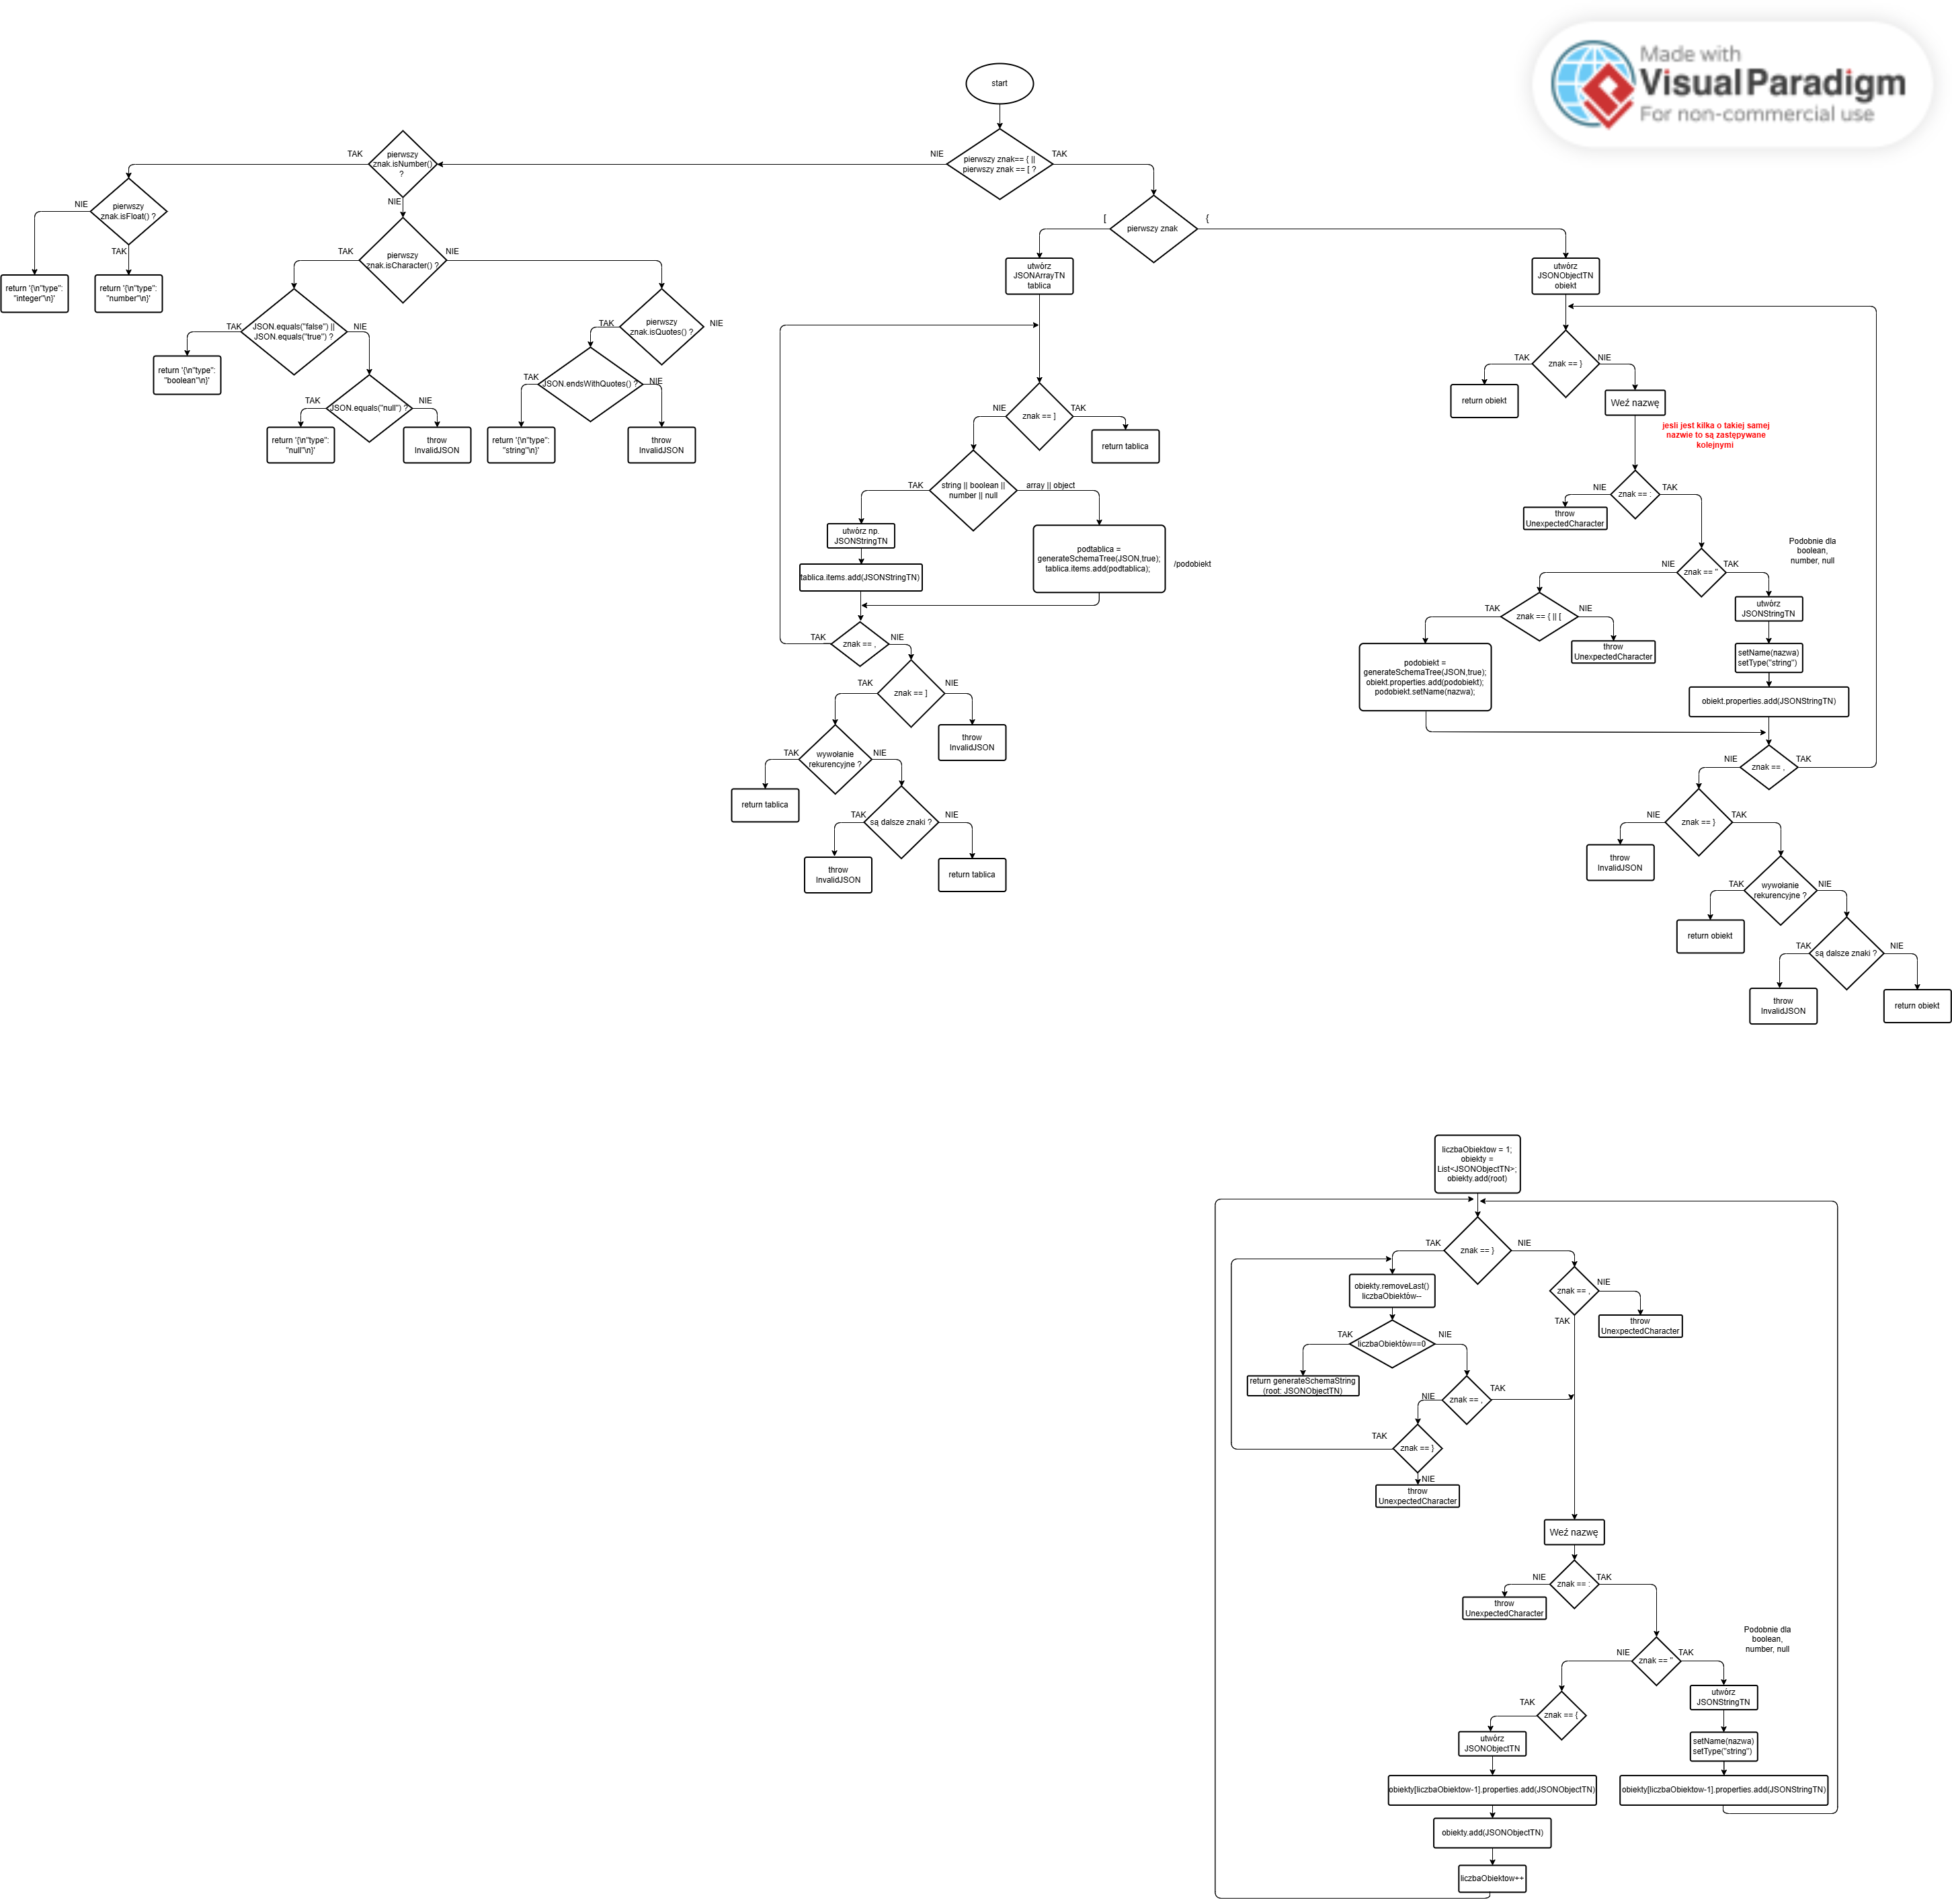 Made with
Visual Paradigm
For non-commercial use
start
pierwszy znak== { ||
pierwszy znak == [ ?
NIE
TAK
pierwszy
znak.isNumber()
?
TAK
NIE
pierwszy
znak.isFloat() ?
NIE
TAK
return '{\n"type":
"integer"\n}'
return '{\n"type":
"number"\n}'
pierwszy
znak.isCharacter() ?
TAK
NIE
JSON.equals("false") ||
JSON.equals("true") ?
TAK
NIE
return '{\n"type":
"boolean"\n}'
JSON.equals("null") ?
TAK
NIE
return '{\n"type":
"null"\n}'
throw
InvalidJSON
pierwszy
znak.isQuotes() ?
TAK
NIE
JSON.endsWithQuotes() ?
TAK
NIE
return '{\n"type":
"string"\n}'
throw
InvalidJSON
pierwszy znak
[
{
utwórz
JSONArrayTN
tablica
znak == ]
NIE
TAK
return tablica
string || boolean ||
number || null
TAK
array || object
utwórz np.
JSONStringTN
tablica.items.add(JSONStringTN)
podtablica =
generateSchemaTree(JSON,true);
tablica.items.add(podtablica);
/podobiekt
znak == ,
TAK
NIE
znak == ]
TAK
NIE
throw
InvalidJSON
wywołanie
rekurencyjne ?
TAK
NIE
return tablica
są dalsze znaki ?
TAK
NIE
throw
InvalidJSON
return tablica
utwórz
JSONObjectTN
obiekt
znak == }
TAK
NIE
return obiekt
Weź nazwę
jesli jest kilka o takiej samej
nazwie to są zastępywane
kolejnymi
znak == :
NIE
TAK
throw
UnexpectedCharacter
Podobnie dla
boolean,
number, null
znak == "
NIE
TAK
utwórz
JSONStringTN
setName(nazwa)
setType("string")
obiekt.properties.add(JSONStringTN)
znak == { || [
TAK
NIE
throw
UnexpectedCharacter
podobiekt =
generateSchemaTree(JSON,true);
obiekt.properties.add(podobiekt);
podobiekt.setName(nazwa);
znak == ,
NIE
TAK
znak == }
NIE
TAK
throw
InvalidJSON
wywołanie
rekurencyjne ?
TAK
NIE
return obiekt
są dalsze znaki ?
TAK
NIE
throw
InvalidJSON
return obiekt
liczbaObiektow = 1;
obiekty =
List<JSONObjectTN>;
obiekty.add(root)
znak == }
TAK
NIE
obiekty.removeLast()
liczbaObiektów--
znak == ,
NIE
TAK
throw
UnexpectedCharacter
liczbaObiektów==0
TAK
NIE
return generateSchemaString
(root: JSONObjectTN)
znak == ,
NIE
TAK
znak == }
TAK
NIE
throw
UnexpectedCharacter
Weź nazwę
znak == :
NIE
TAK
throw
UnexpectedCharacter
Podobnie dla
boolean,
number, null
znak == "
NIE
TAK
utwórz
JSONStringTN
setName(nazwa)
setType("string")
obiekty[liczbaObiektow-1].properties.add(JSONStringTN)
znak == {
TAK
utwórz
JSONObjectTN
obiekty[liczbaObiektow-1].properties.add(JSONObjectTN)
obiekty.add(JSONObjectTN)
liczbaObiektow++